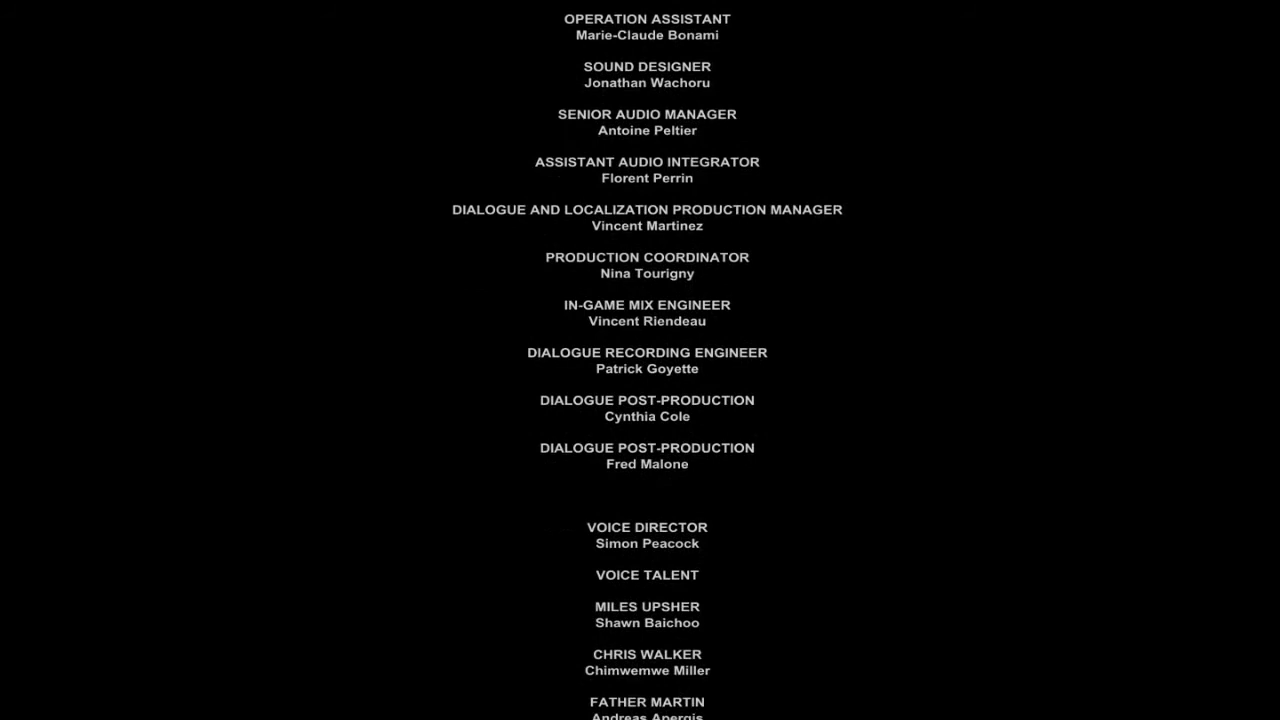 OPERATION ASSISTANT
Marie-Claude Bonami
SOUND DESIGNER
Jonathan Wachoru
SENIOR AUDIO MANAGER
Antoine Peltier
ASSISTANT AUDIO INTEGRATOR
Florent Perrin
DIALOGUE AND LOCALIZATION PRODUCTION MANAGER
Vincent Martinez
PRODUCTION COORDINATOR
Nina Tourigny
IN-GAME MIX ENGINEER
Vincent Riendeau
DIALOGUE RECORDING ENGINEER
Patrick Goyette
DIALOGUE POST-PRODUCTION
Cynthia Cole
DIALOGUE POST-PRODUCTION
Fred Malone
VOICE DIRECTOR
Simon Peacock
VOICE TALENT
MILES UPSHER
Shawn Baichoo
CHRIS WALKER
Chimwemwe Miller
FATHER MARTIN
Andreas Apergis